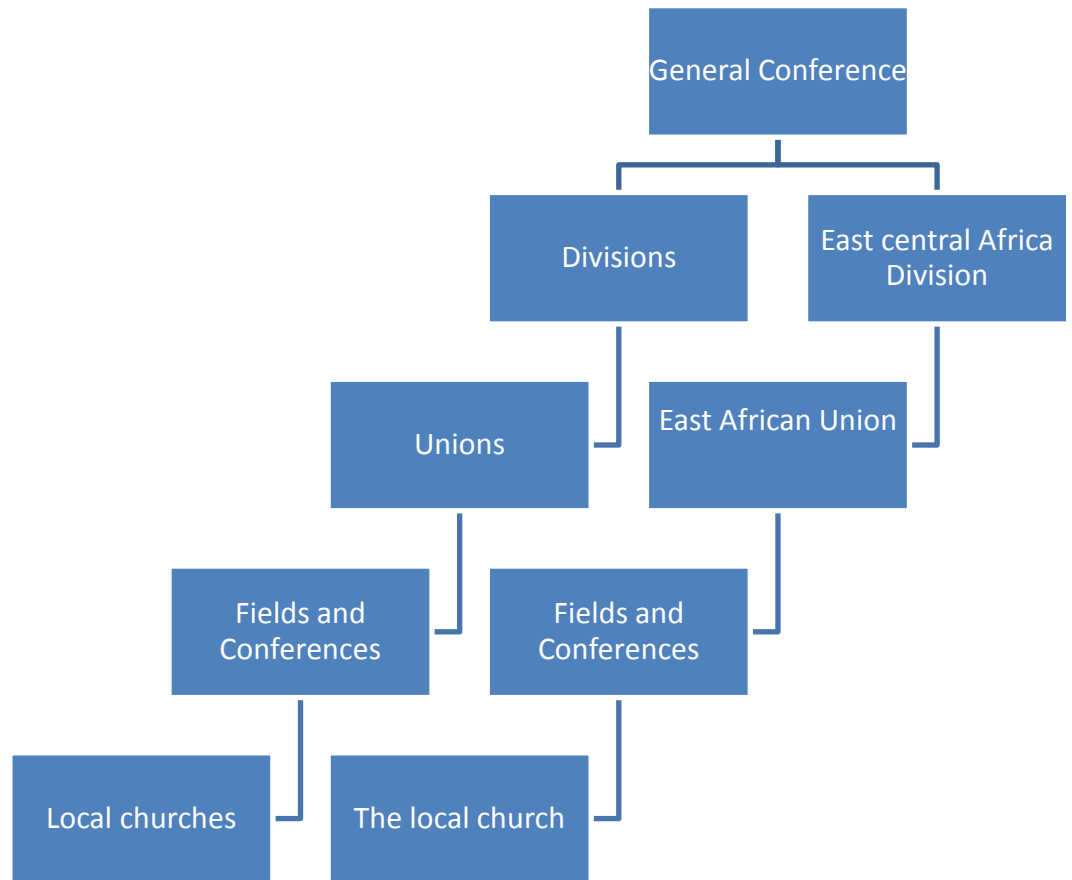 General Conference
Divisions
East central Africa
Division
Unions
East African Union
Fields and
Conferences
Fields and
Conferences
Local churches
The local church